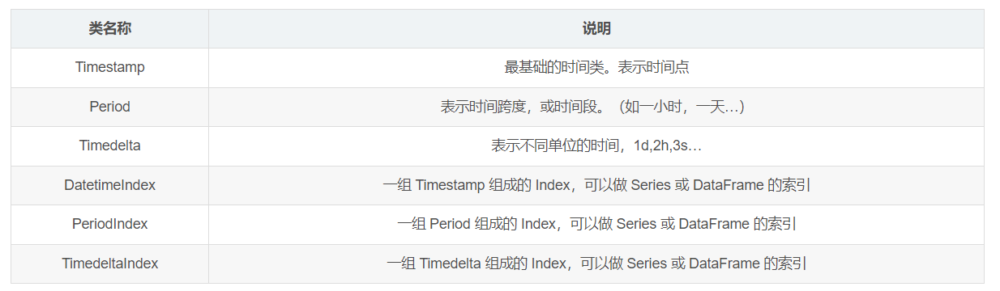 类名称 说明
Timestamp 最基础的时间类。表示时间点
Period 表示时间跨度，或时间段。（如一小时，一天…）
Timedelta 表示不同单位的时间，1d,2h,3s…
DatetimeIndex 一组 Timestamp 组成的 Index，可以做 Series 或 DataFrame 的索引
PeriodIndex 一组 Period 组成的 Index，可以做 Series 或 DataFrame 的索引
TimedeltaIndex 一组 Timedelta 组成的 Index，可以做 Series 或 DataFrame 的索引